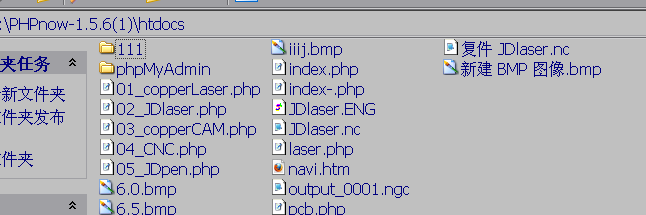 :\PHPnow-1.5.6(1)\htdocs
夹任务
新文件夹
文件夹发布
文件夹
111
phpMyAdmin
01_copperLaser.php
02_JDlaser.php
03_copperCAM.php
04_CNC.php
05_JDpen.php
6.0.bmp
6.5.bmp
iiij.bmp
index.php
index-.php
JDlaser.ENG
JDlaser.nc
laser.php
navi.htm
output_0001.ngc
pcb.php
复件 JDlaser.nc
新建 BMP 图像.bmp